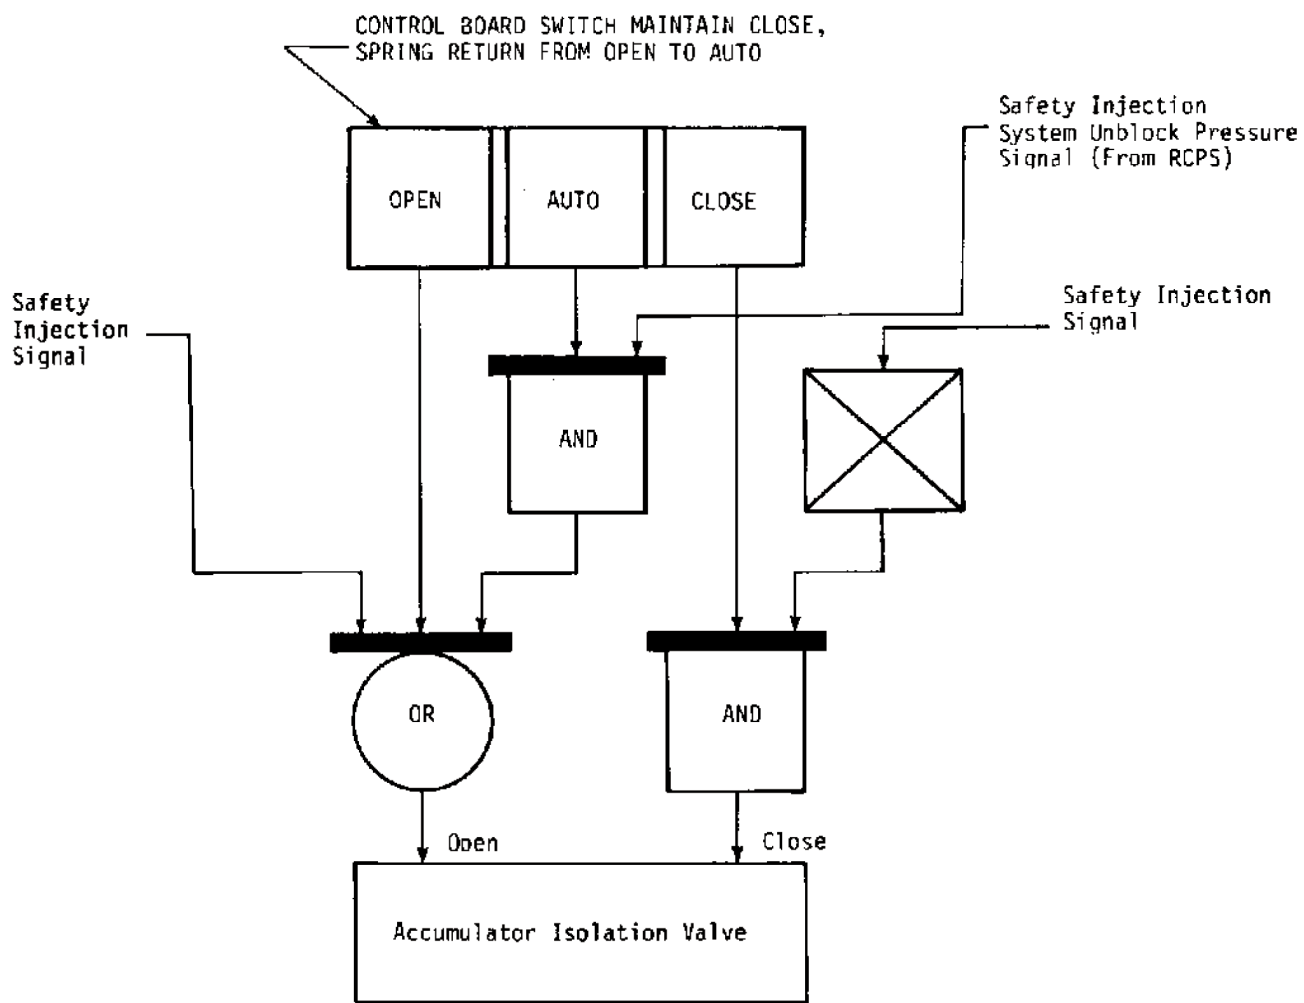 CONTROL BOARD SWITCH MAINTAIN CLOSE,
SPRING RETURN FROM OPEN TO AUTO
Safety Injection
System Unblock Pressure
Signal (From RCPS)
OPEN
AUTO
CLOSE
Safety
Injection
Signal
Safety Injection
Signal
AND
OR
AND
Open
Close
Accumulator Isolation Valve